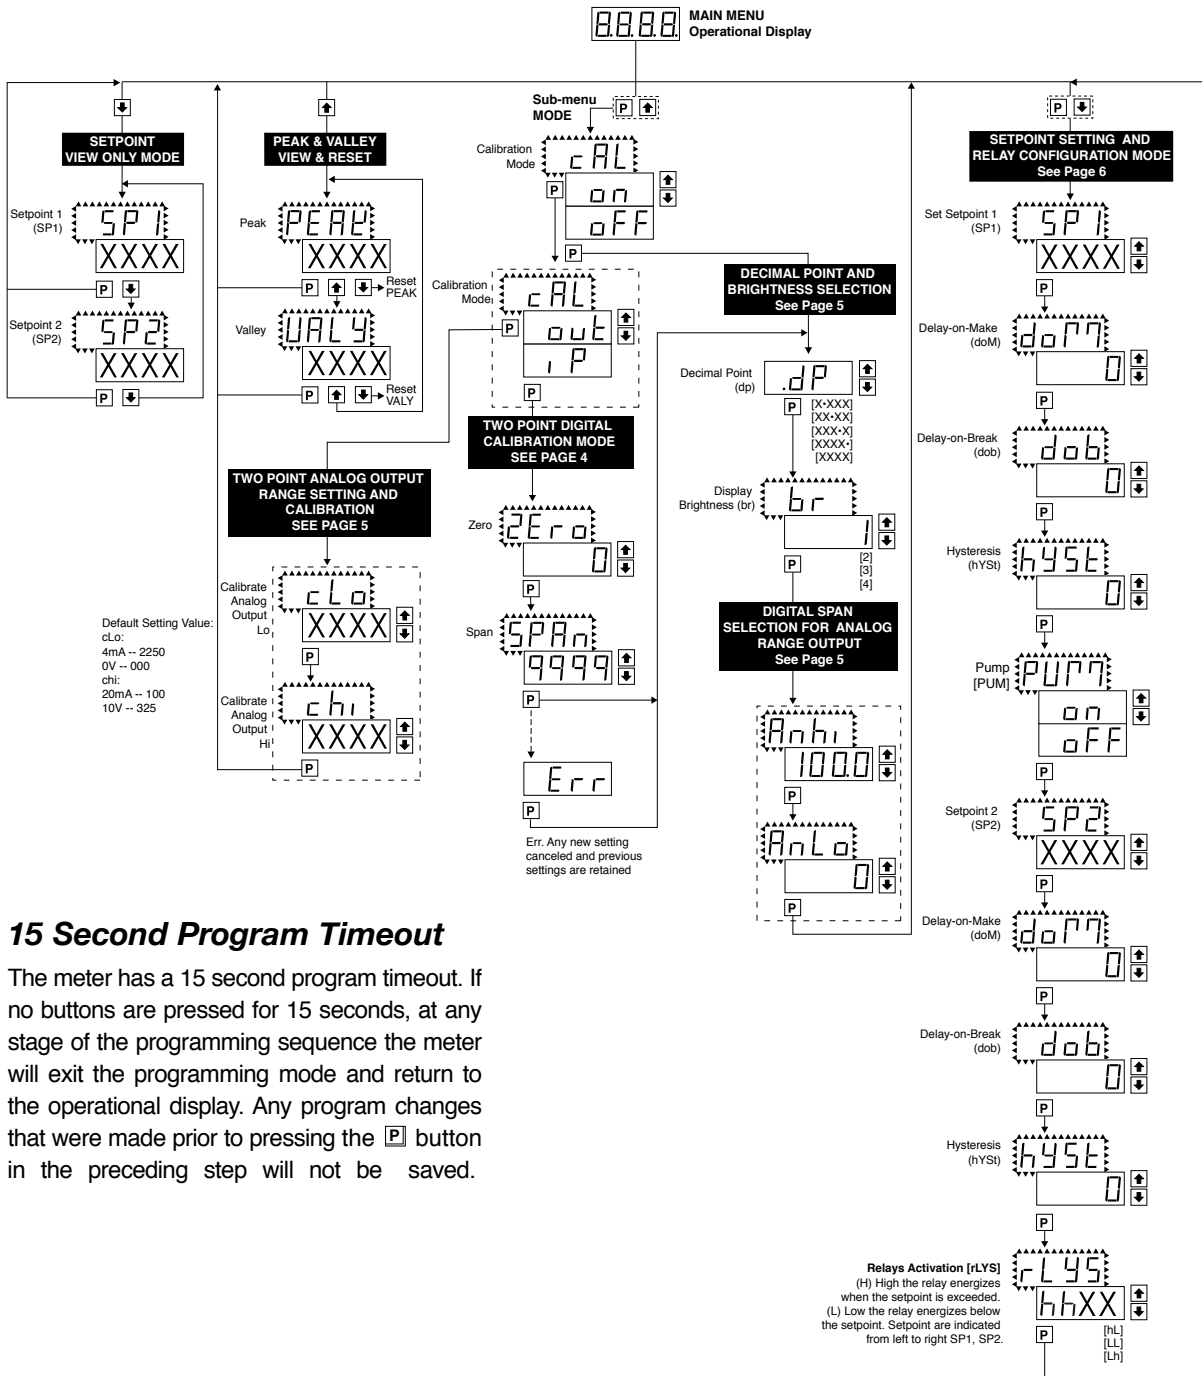 8.8.8.8.
MAIN MENU
Operational Display
SETPOINT
VIEW ONLY MODE
Setpoint 1
(SP1)
SP1
XXXX
P
Setpoint 2
(SP2)
SP2
XXXX
P
PEAK & VALLEY
VIEW & RESET
Peak
PEAK
XXXX
P
Reset
PEAK
Valley
VALY
XXXX
P
Reset
VALY
Sub-menu
MODE
P
Calibration
Mode
cAL
on
oFF
P
P
Calibration
Mode
cAL
out
iP
P
P
TWO POINT DIGITAL
CALIBRATION MODE
SEE PAGE 4
Zero
ZEro
0
P
Span
SPAn
9999
P
Err
P
Err. Any new setting
canceled and previous
settings are retained
TWO POINT ANALOG OUTPUT
RANGE SETTING AND
CALIBRATION
SEE PAGE 5
Calibrate
Analog
Output
Lo
cLo
XXXX
P
Calibrate
Analog
Output
Hi
chi
XXXX
P
Default Setting Value:
cLo:
4mA -- 2250
0V -- 000
chi:
20mA -- 100
10V -- 325
DECIMAL POINT AND
BRIGHTNESS SELECTION
See Page 5
Decimal Point
(dp)
.dP
P
[X•XXX]
[XX•XX]
[XXX•X]
[XXXX•]
[XXXX]
Display
Brightness (br)
br
1
[2]
[3]
[4]
P
DIGITAL SPAN
SELECTION FOR ANALOG
RANGE OUTPUT
See Page 5
Anhi
100.0
P
AnLo
0
P
P
SETPOINT SETTING AND
RELAY CONFIGURATION MODE
See Page 6
Set Setpoint 1
(SP1)
SP1
XXXX
P
Delay-on-Make
(doM)
doM
0
P
Delay-on-Break
(dob)
dob
0
P
Hysteresis
(hYSt)
hYSt
0
P
Pump
[PUM]
PUM
on
oFF
P
Setpoint 2
(SP2)
SP2
XXXX
P
Delay-on-Make
(doM)
doM
0
P
Delay-on-Break
(dob)
dob
0
P
Hysteresis
(hYSt)
hYSt
0
P
Relays Activation [rLYS]
(H) High the relay energizes
when the setpoint is exceeded.
(L) Low the relay energizes below
the setpoint. Setpoint are indicated
from left to right SP1, SP2.
rLYS
hhXX
P
[hL]
[LL]
[Lh]
15 Second Program Timeout
The meter has a 15 second program timeout. If
no buttons are pressed for 15 seconds, at any
stage of the programming sequence the meter
will exit the programming mode and return to
the operational display. Any program changes
that were made prior to pressing the P button
in the preceding step will not be saved.